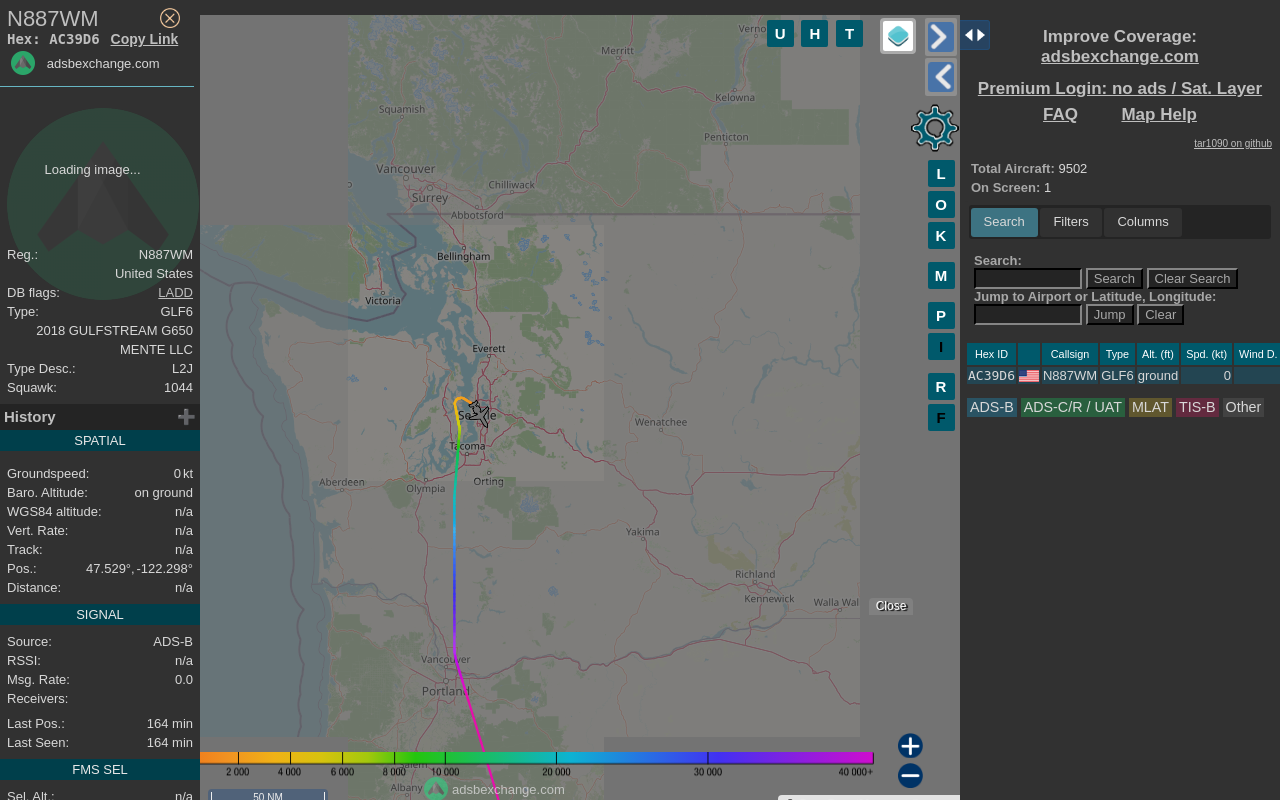 N887WM
Hex: AC39D6 Copy Link
adsbexchange.com
Loading image...
Reg.: N887WM
United States
DB flags: LADD
Type: GLF6
2018 GULFSTREAM G650
MENTE LLC
Type Desc.: L2J
Squawk: 1044
History
SPATIAL
Groundspeed: 0 kt
Baro. Altitude: on ground
WGS84 altitude: n/a
Vert. Rate: n/a
Track: n/a
Pos.: 47.529°, -122.298°
Distance: n/a
SIGNAL
Source: ADS-B
RSSI: n/a
Msg. Rate: 0.0
Receivers:
Last Pos.: 164 min
Last Seen: 164 min
FMS SEL
Sel. Alt.: n/a
U H T
Merritt
Squamish
Kelowna
Penticton
Vancouver
Surrey
Chilliwack
Abbotsford
Bellingham
Victoria
Everett
Tacoma
Wenatchee
Aberdeen
Olympia
Orting
Yakima
Richland
Kennewick
Walla Wal
Vancouver
Portland
Albany
L
O
K
M
P
I
R
F
Close
2 000 4 000 6 000 8 000 10 000 20 000 30 000 40 000+
adsbexchange.com
50 NM
Improve Coverage:
adsbexchange.com
Premium Login: no ads / Sat. Layer
FAQ Map Help
tar1090 on github
Total Aircraft: 9502
On Screen: 1
Search Filters Columns
Search:
Search Clear Search
Jump to Airport or Latitude, Longitude:
Jump Clear
Hex ID Callsign Type Alt. (ft) Spd. (kt) Wind D.
AC39D6 N887WM GLF6 ground 0
ADS-B ADS-C/R / UAT MLAT TIS-B Other